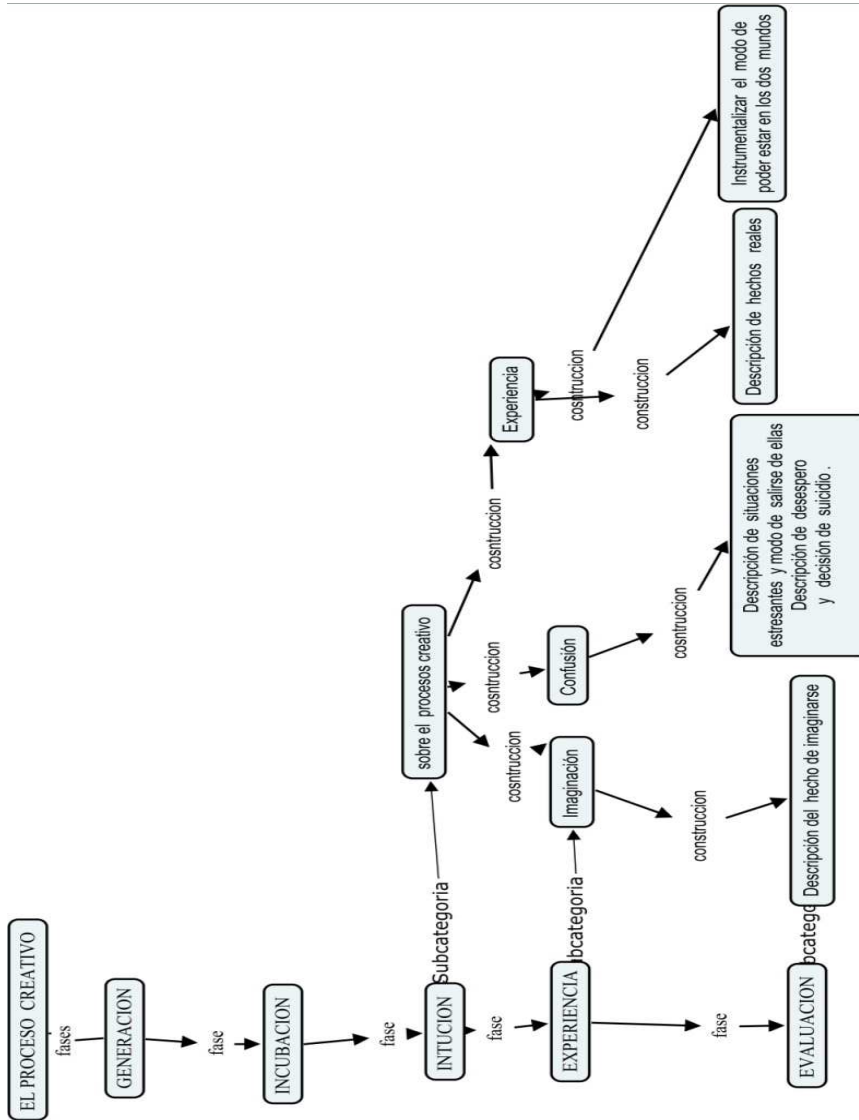 EL PROCESO CREATIVO
fases
GENERACION
fase
INCUBACION
fase
INTUCION
Subcategoria
sobre el procesos creativo
cosntruccion
cosntruccion
cosntruccion
fase
EXPERIENCIA
ubcategoria
Imaginación
Confusión
Experiencia
construccion
cosntruccion
cosntruccion
construccion
fase
EVALUACION
bcatego
Descripción del hecho de imaginarse
Descripción de situaciones
estresantes y modo de salirse de ellas
Descripción de desespero
y decisión de suicidio .
Descripción de hechos reales
Instrumentalizar el modo de
poder estar en los dos mundos